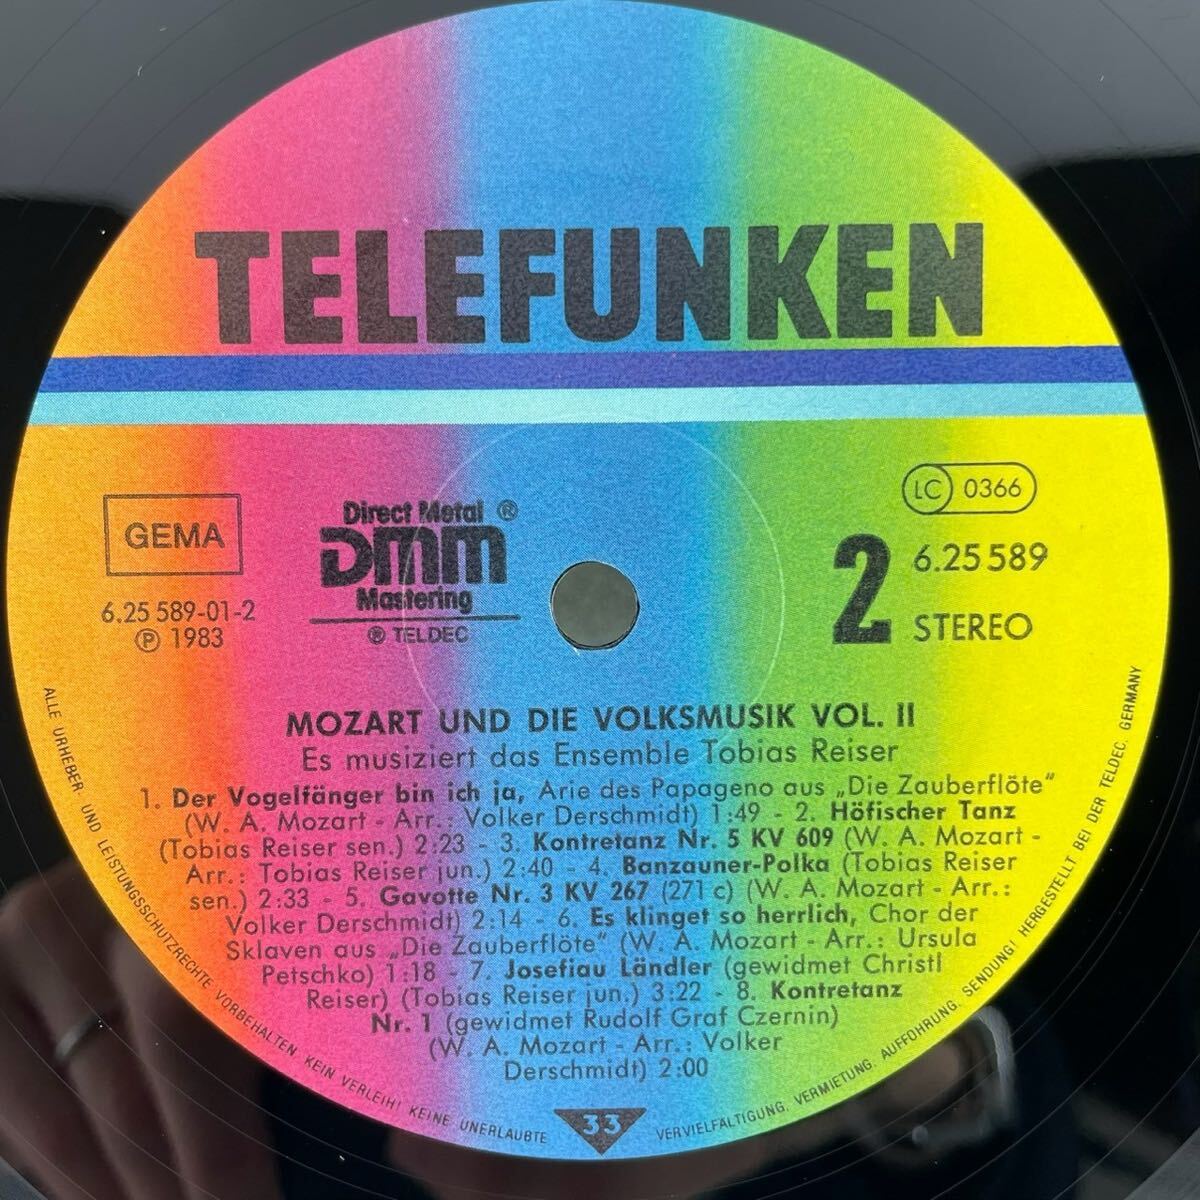 TELEFUNKEN
GEMA
6.25 589-01-2
Ⓟ 1983
Direct Metal ®
DMM
Mastering
® TELDEC
LC 0366
2
6.25 589
STEREO
MOZART UND DIE VOLKSMUSIK VOL. II
Es musiziert das Ensemble Tobias Reiser
1. Der Vogelfänger bin ich ja, Arie des Papageno aus „Die Zauberflöte“
(W. A. Mozart - Arr.: Volker Derschmidt) 1:49 - 2. Höfischer Tanz
(Tobias Reiser sen.) 2:23 - 3. Kontretanz Nr. 5 KV 609 (W. A. Mozart -
Arr.: Tobias Reiser jun.) 2:40 - 4. Banzauner-Polka (Tobias Reiser
sen.) 2:33 - 5. Gavotte Nr. 3 KV 267 (271 c) (W. A. Mozart - Arr.:
Volker Derschmidt) 2:14 - 6. Es klinget so herrlich, Chor der
Sklaven aus „Die Zauberflöte“ (W. A. Mozart - Arr.: Ursula
Petschko) 1:18 - 7. Josefiau Ländler (gewidmet Christl
Reiser) (Tobias Reiser jun.) 3:22 - 8. Kontretanz
Nr. 1 (gewidmet Rudolf Graf Czernin)
(W. A. Mozart - Arr.: Volker
Derschmidt) 2:00
33
ALLE URHEBER- UND LEISTUNGSSCHUTZRECHTE VORBEHALTEN. KEIN VERLEIH! KEINE UNERLAUBTE VERVIELFÄLTIGUNG, VERMIETUNG, AUFFÜHRUNG, SENDUNG! HERGESTELLT BEI DER TELDEC GERMANY